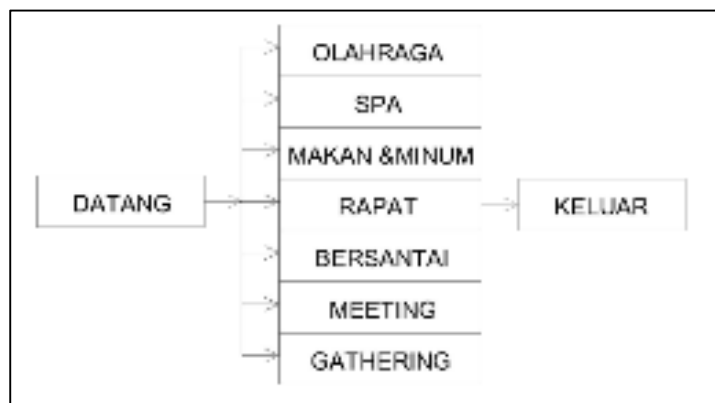 OLAHRAGA
SPA
MAKAN &MINUM
DATANG
RAPAT
KELUAR
BERSANTAI
MEETING
GATHERING